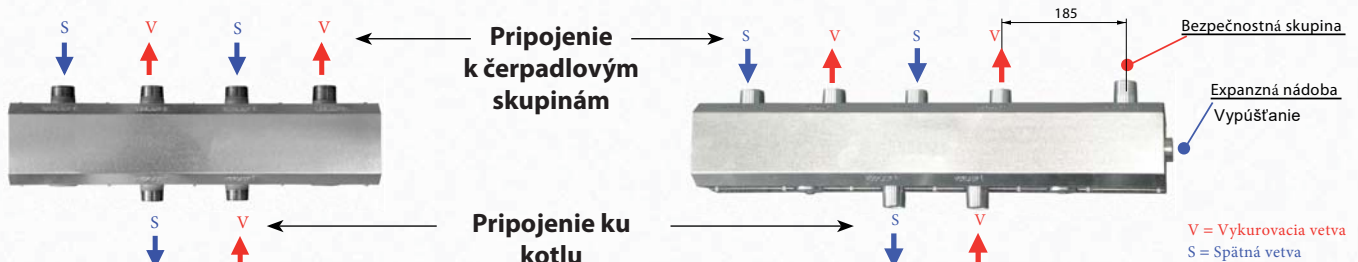 S V S V
Pripojenie
k čerpadlovým
skupinám
S V S V
185
Bezpečnostná skupina
Expanzná nádoba
Vypúšťanie
S V
Pripojenie ku
kotlu
S V
V = Vykurovacia vetva
S = Spätná vetva